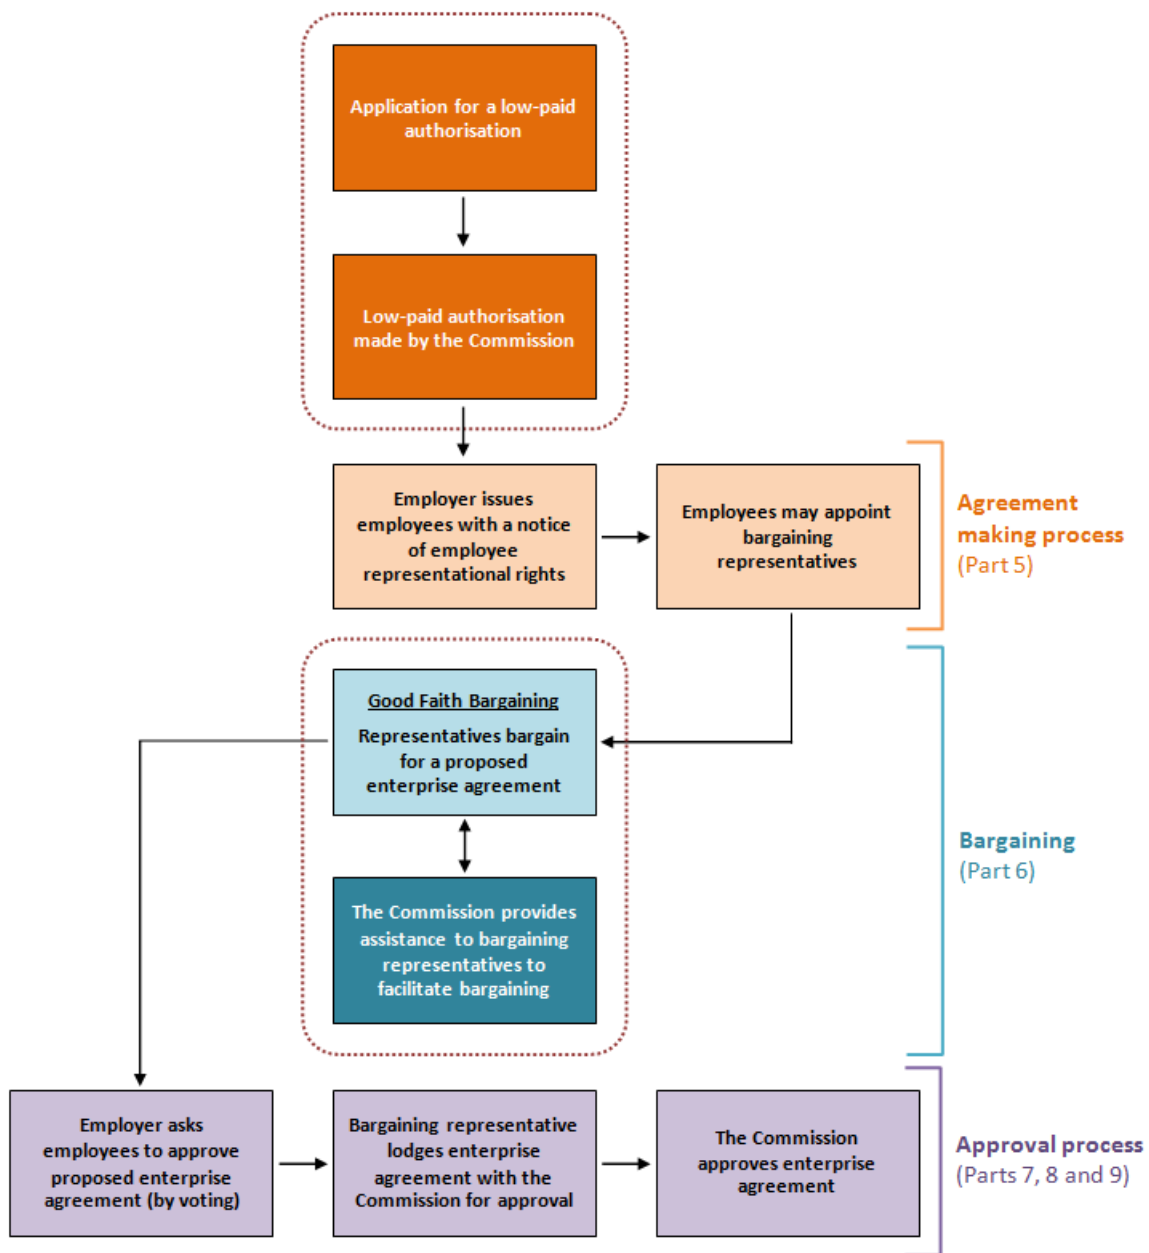 Application for a low-paid
authorisation
Low-paid authorisation
made by the Commission
Employer issues
employees with a notice
of employee
representational rights
Employees may appoint
bargaining
representatives
Agreement
making process
(Part 5)
Good Faith Bargaining
Representatives bargain
for a proposed
enterprise agreement
The Commission provides
assistance to bargaining
representatives to
facilitate bargaining
Bargaining
(Part 6)
Employer asks
employees to approve
proposed enterprise
agreement (by voting)
Bargaining representative
lodges enterprise
agreement with the
Commission for approval
The Commission
approves enterprise
agreement
Approval process
(Parts 7, 8 and 9)